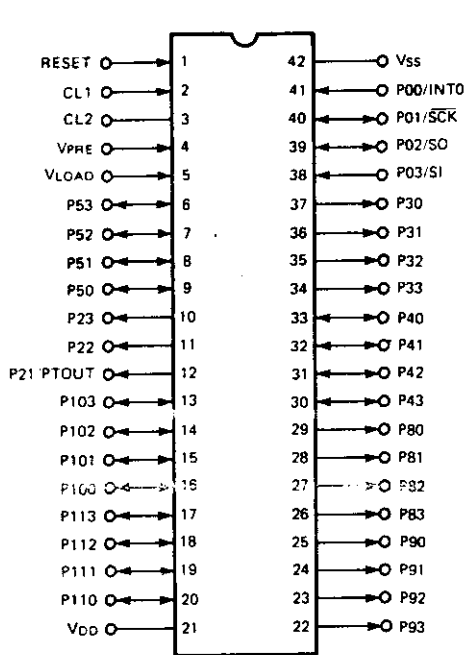 RESET 1 42 Vss
CL1 2 41 P00/INT0
CL2 3 40 P01/SCK
VPRE 4 39 P02/SO
VLOAD 5 38 P03/SI
P53 6 37 P30
P52 7 36 P31
P51 8 35 P32
P50 9 34 P33
P23 10 33 P40
P22 11 32 P41
P21/PTOUT 12 31 P42
P103 13 30 P43
P102 14 29 P80
P101 15 28 P81
P100 16 27 P82
P113 17 26 P83
P112 18 25 P90
P111 19 24 P91
P110 20 23 P92
VDD 21 22 P93